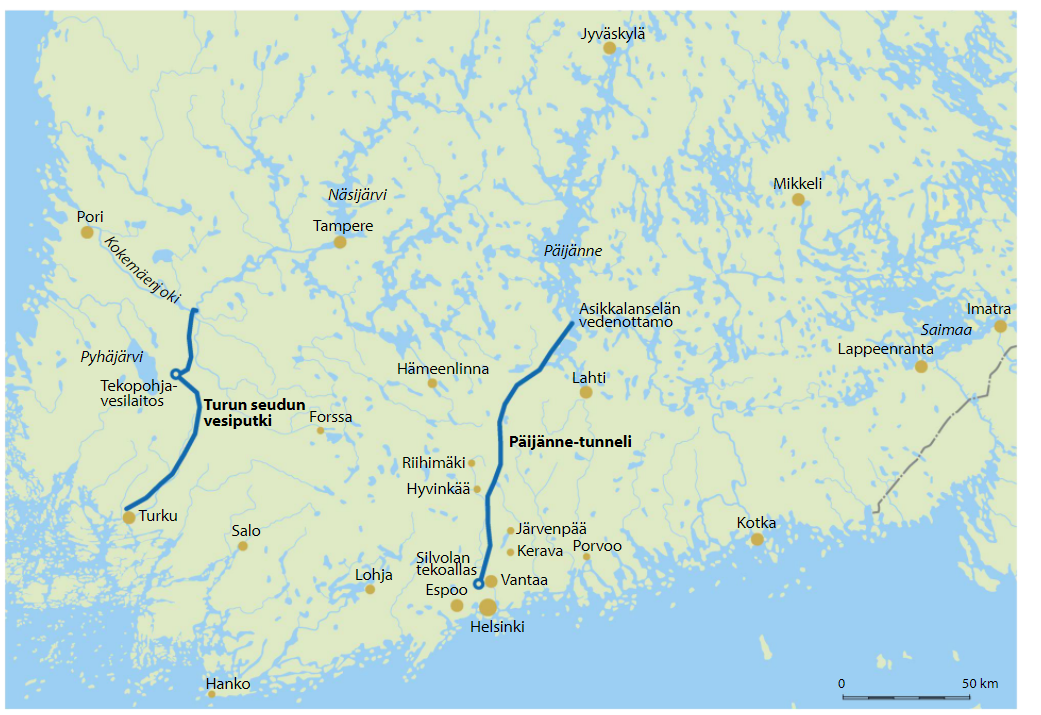 Jyväskylä
Mikkeli
Näsijärvi
Pori
Tampere
Kokemäenjoki
Päijänne
Asikkalanselän
vedenottamo
Imatra
Saimaa
Lappeenranta
Pyhäjärvi
Hämeenlinna
Lahti
Tekopohja-
vesilaitos
Turun seudun
vesiputki
Forssa
Päijänne-tunneli
Riihimäki
Hyvinkää
Turku
Salo
Järvenpää
Kotka
Kerava
Porvoo
Silvolan
tekoallas
Lohja
Vantaa
Espoo
Helsinki
Hanko
0
50 km